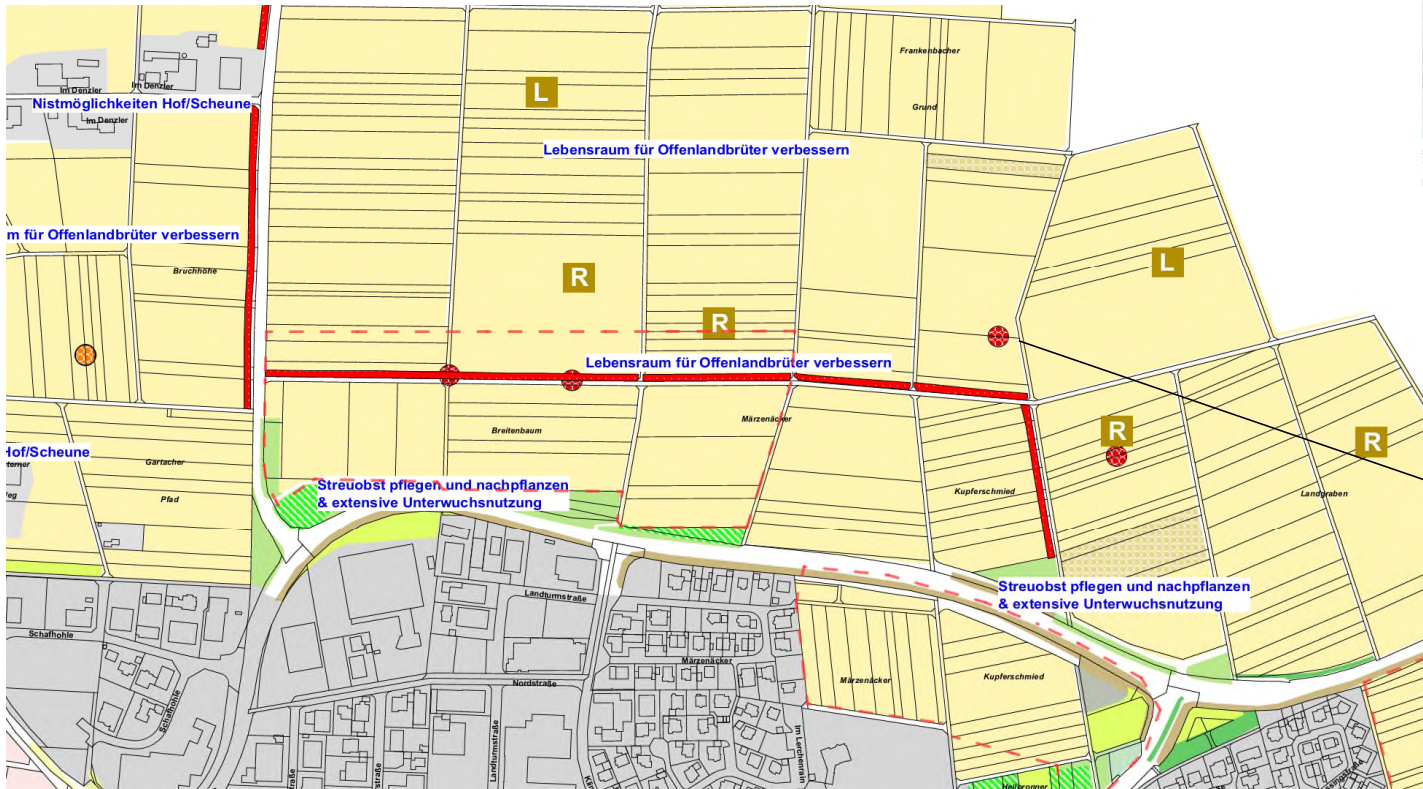 Frankenbacher
Grund
Im Denzler
Im Denzler
Nistmöglichkeiten Hof/Scheune
Im Denzler
L
Lebensraum für Offenlandbrüter verbessern
m für Offenlandbrüter verbessern
Bruchhöhe
L
R
R
Lebensraum für Offenlandbrüter verbessern
Märzenäcker
Breitenbaum
R
R
Hof/Scheune
Gartacher
Pfad
Streuobst pflegen und nachpflanzen
& extensive Unterwuchsnutzung
Kupferschmied
Landgraben
Landturmstraße
Streuobst pflegen und nachpflanzen
& extensive Unterwuchsnutzung
Schafhohle
Märzenäcker
Nordstraße
Märzenäcker
Kupferschmied
Schafhohle
Landturmstraße
Im Lerchenrain
Heilbronner